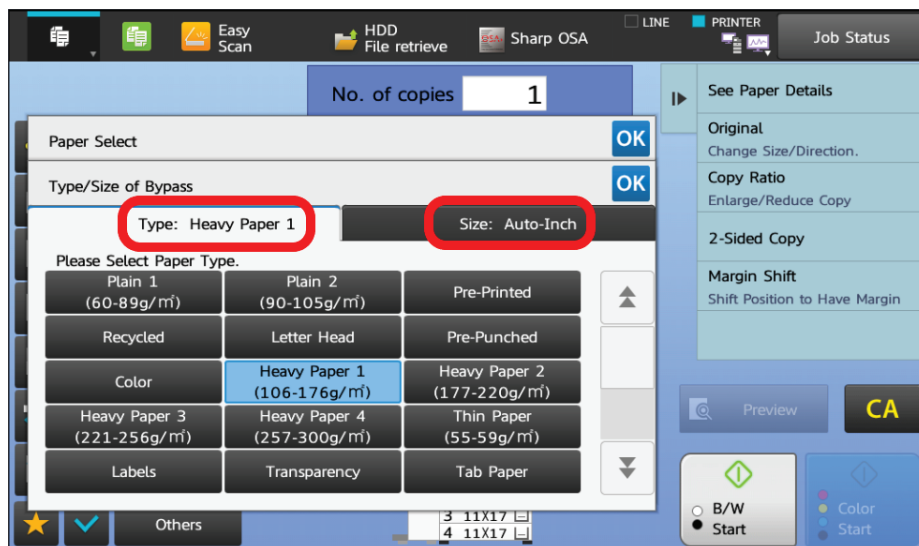 Easy
Scan
HDD
File retrieve
OSA
Sharp OSA
LINE
PRINTER
Job Status
No. of copies 1
See Paper Details
Original
Change Size/Direction.
Copy Ratio
Enlarge/Reduce Copy
2-Sided Copy
Margin Shift
Shift Position to Have Margin
Paper Select OK
Type/Size of Bypass OK
Type: Heavy Paper 1 Size: Auto-Inch
Please Select Paper Type.
Plain 1
(60-89g/㎡)
Plain 2
(90-105g/㎡)
Pre-Printed
Recycled
Letter Head
Pre-Punched
Color
Heavy Paper 1
(106-176g/㎡)
Heavy Paper 2
(177-220g/㎡)
Heavy Paper 3
(221-256g/㎡)
Heavy Paper 4
(257-300g/㎡)
Thin Paper
(55-59g/㎡)
Labels
Transparency
Tab Paper
Preview
CA
B/W
Start
Color
Start
Others
3 11X17
4 11X17